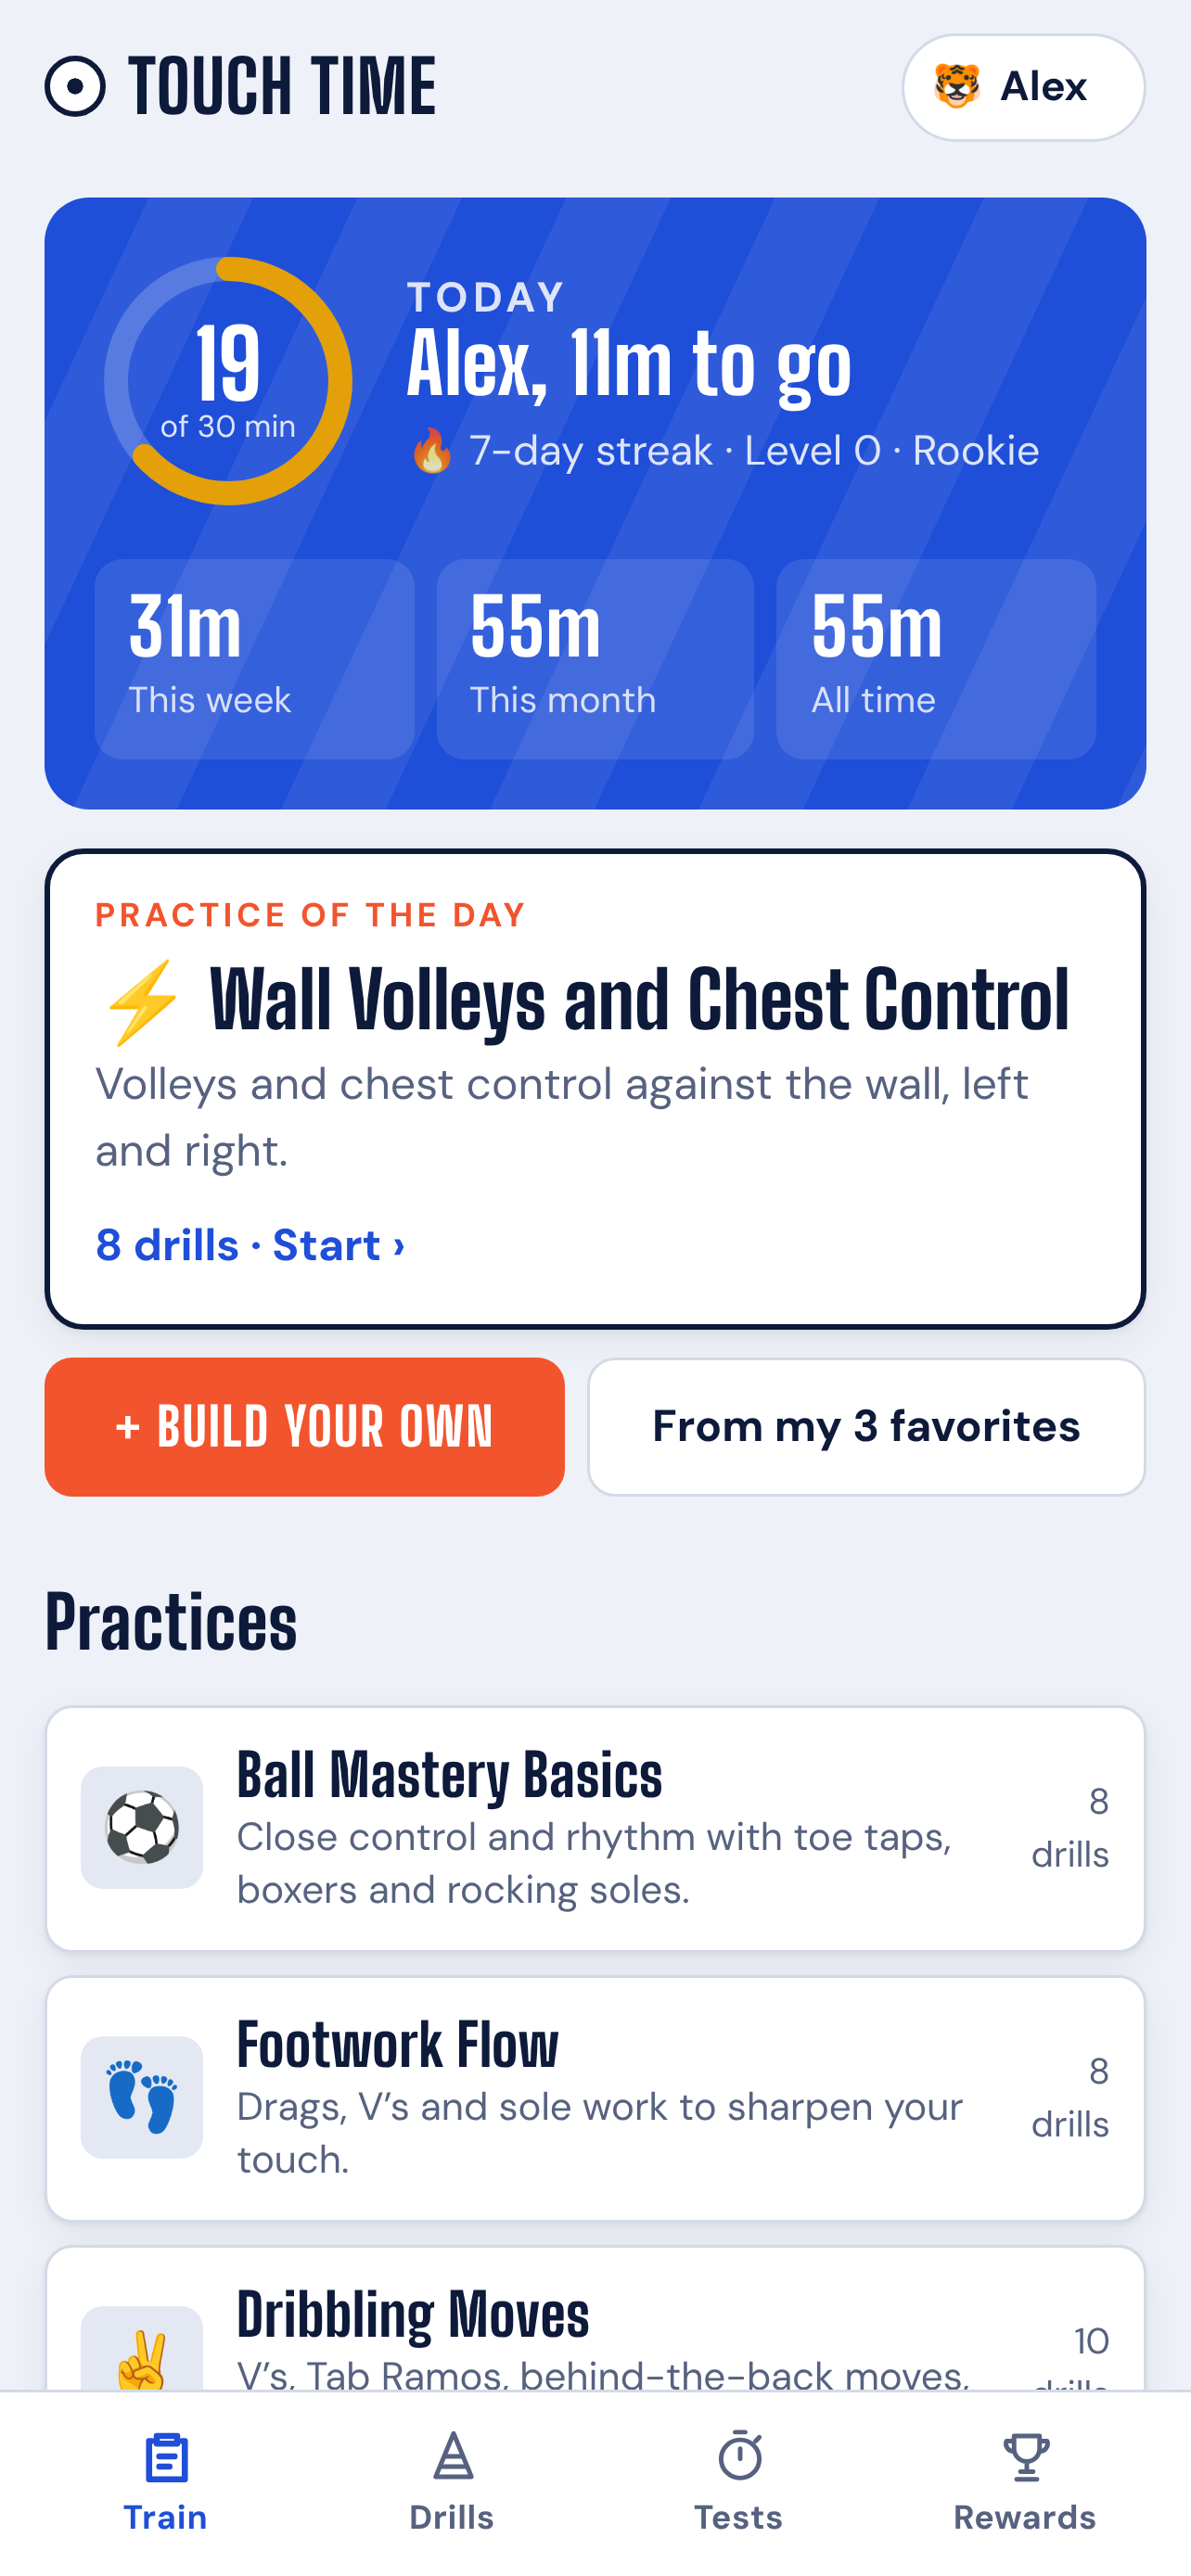 TOUCH TIME
🐯 Alex
19
of 30 min
TODAY
Alex, 11m to go
🔥 7-day streak · Level 0 · Rookie
31m
This week
55m
This month
55m
All time
PRACTICE OF THE DAY
⚡ Wall Volleys and Chest Control
Volleys and chest control against the wall, left
and right.
8 drills · Start ›
+ BUILD YOUR OWN
From my 3 favorites
Practices
Ball Mastery Basics
Close control and rhythm with toe taps,
boxers and rocking soles.
8
drills
Footwork Flow
Drags, V’s and sole work to sharpen your
touch.
8
drills
Dribbling Moves
V’s, Tab Ramos, behind-the-back moves,
10
drills
Train
Drills
Tests
Rewards